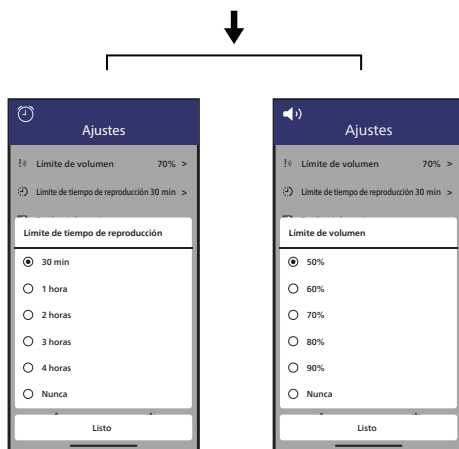 Ajustes
Límite de volumen 70% >
Límite de tiempo de reproducción 30 min >
Límite de tiempo de reproducción
30 min
1 hora
2 horas
3 horas
4 horas
Nunca
Listo
Ajustes
Límite de volumen 70% >
Límite de tiempo de reproducción 30 min >
Límite de volumen
50%
60%
70%
80%
90%
Nunca
Listo